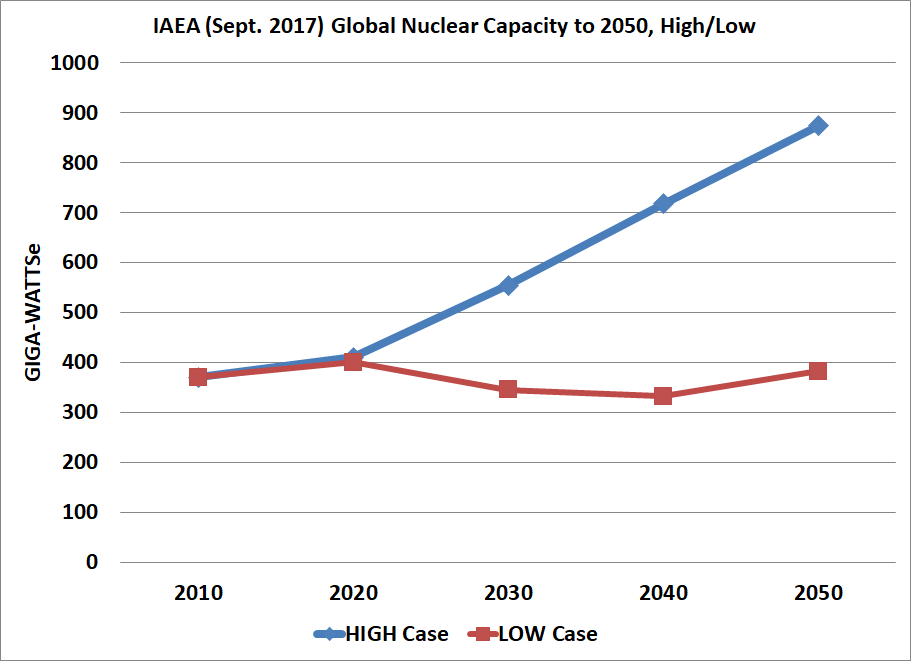 IAEA (Sept. 2017) Global Nuclear Capacity to 2050, High/Low
1000
900
800
700
600
500
400
300
200
100
0
GIGA-WATTSe
2010 2020 2030 2040 2050
HIGH Case LOW Case